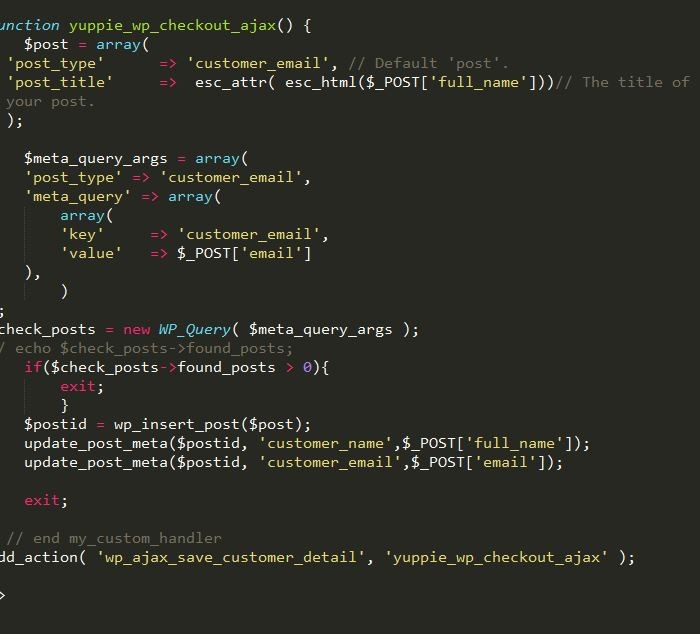 unction yuppie_wp_checkout_ajax() {
$post = array(
'post_type' => 'customer_email', // Default 'post'.
'post_title' => esc_attr( esc_html($_POST['full_name']))// The title of
your post.
);
$meta_query_args = array(
'post_type' => 'customer_email',
'meta_query' => array(
array(
'key' => 'customer_email',
'value' => $_POST['email']
),
)
;
check_posts = new WP_Query( $meta_query_args );
/ echo $check_posts->found_posts;
if($check_posts->found_posts > 0){
exit;
}
$postid = wp_insert_post($post);
update_post_meta($postid, 'customer_name',$_POST['full_name']);
update_post_meta($postid, 'customer_email',$_POST['email']);
exit;
// end my_custom_handler
dd_action( 'wp_ajax_save_customer_detail', 'yuppie_wp_checkout_ajax' );
>